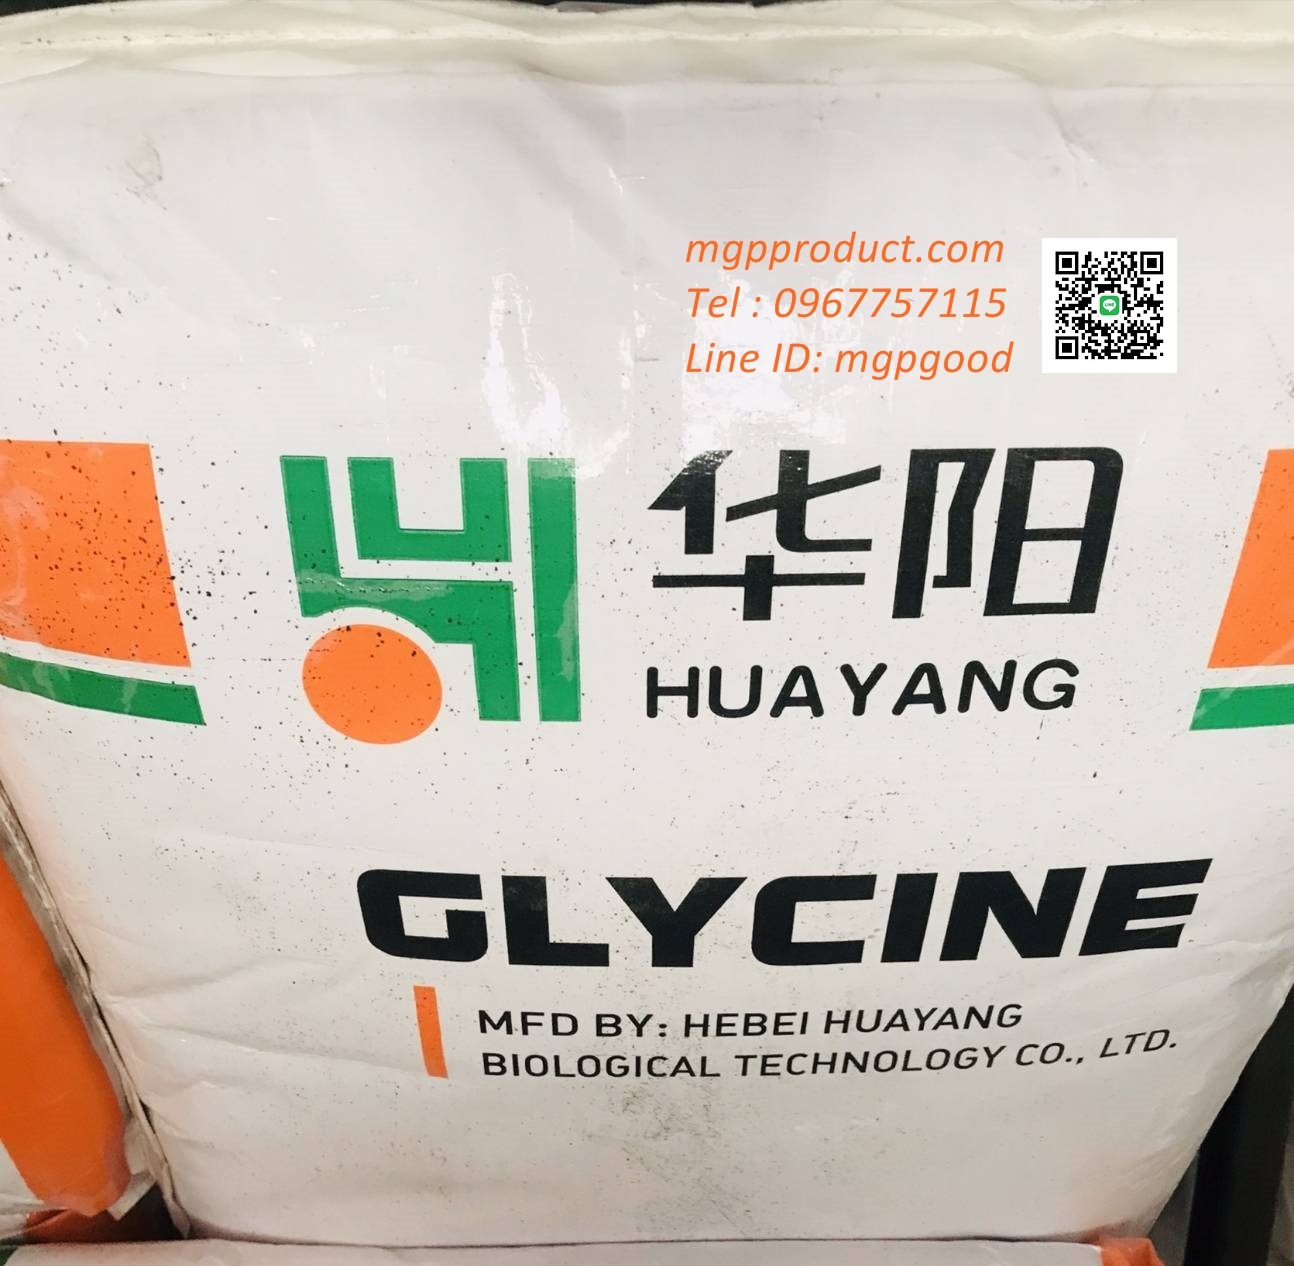 mgpproduct.com
Tel : 0967757115
Line ID: mgpgood
华阳
HUAYANG
GLYCINE
MFD BY: HEBEI HUAYANG
BIOLOGICAL TECHNOLOGY CO., LTD.